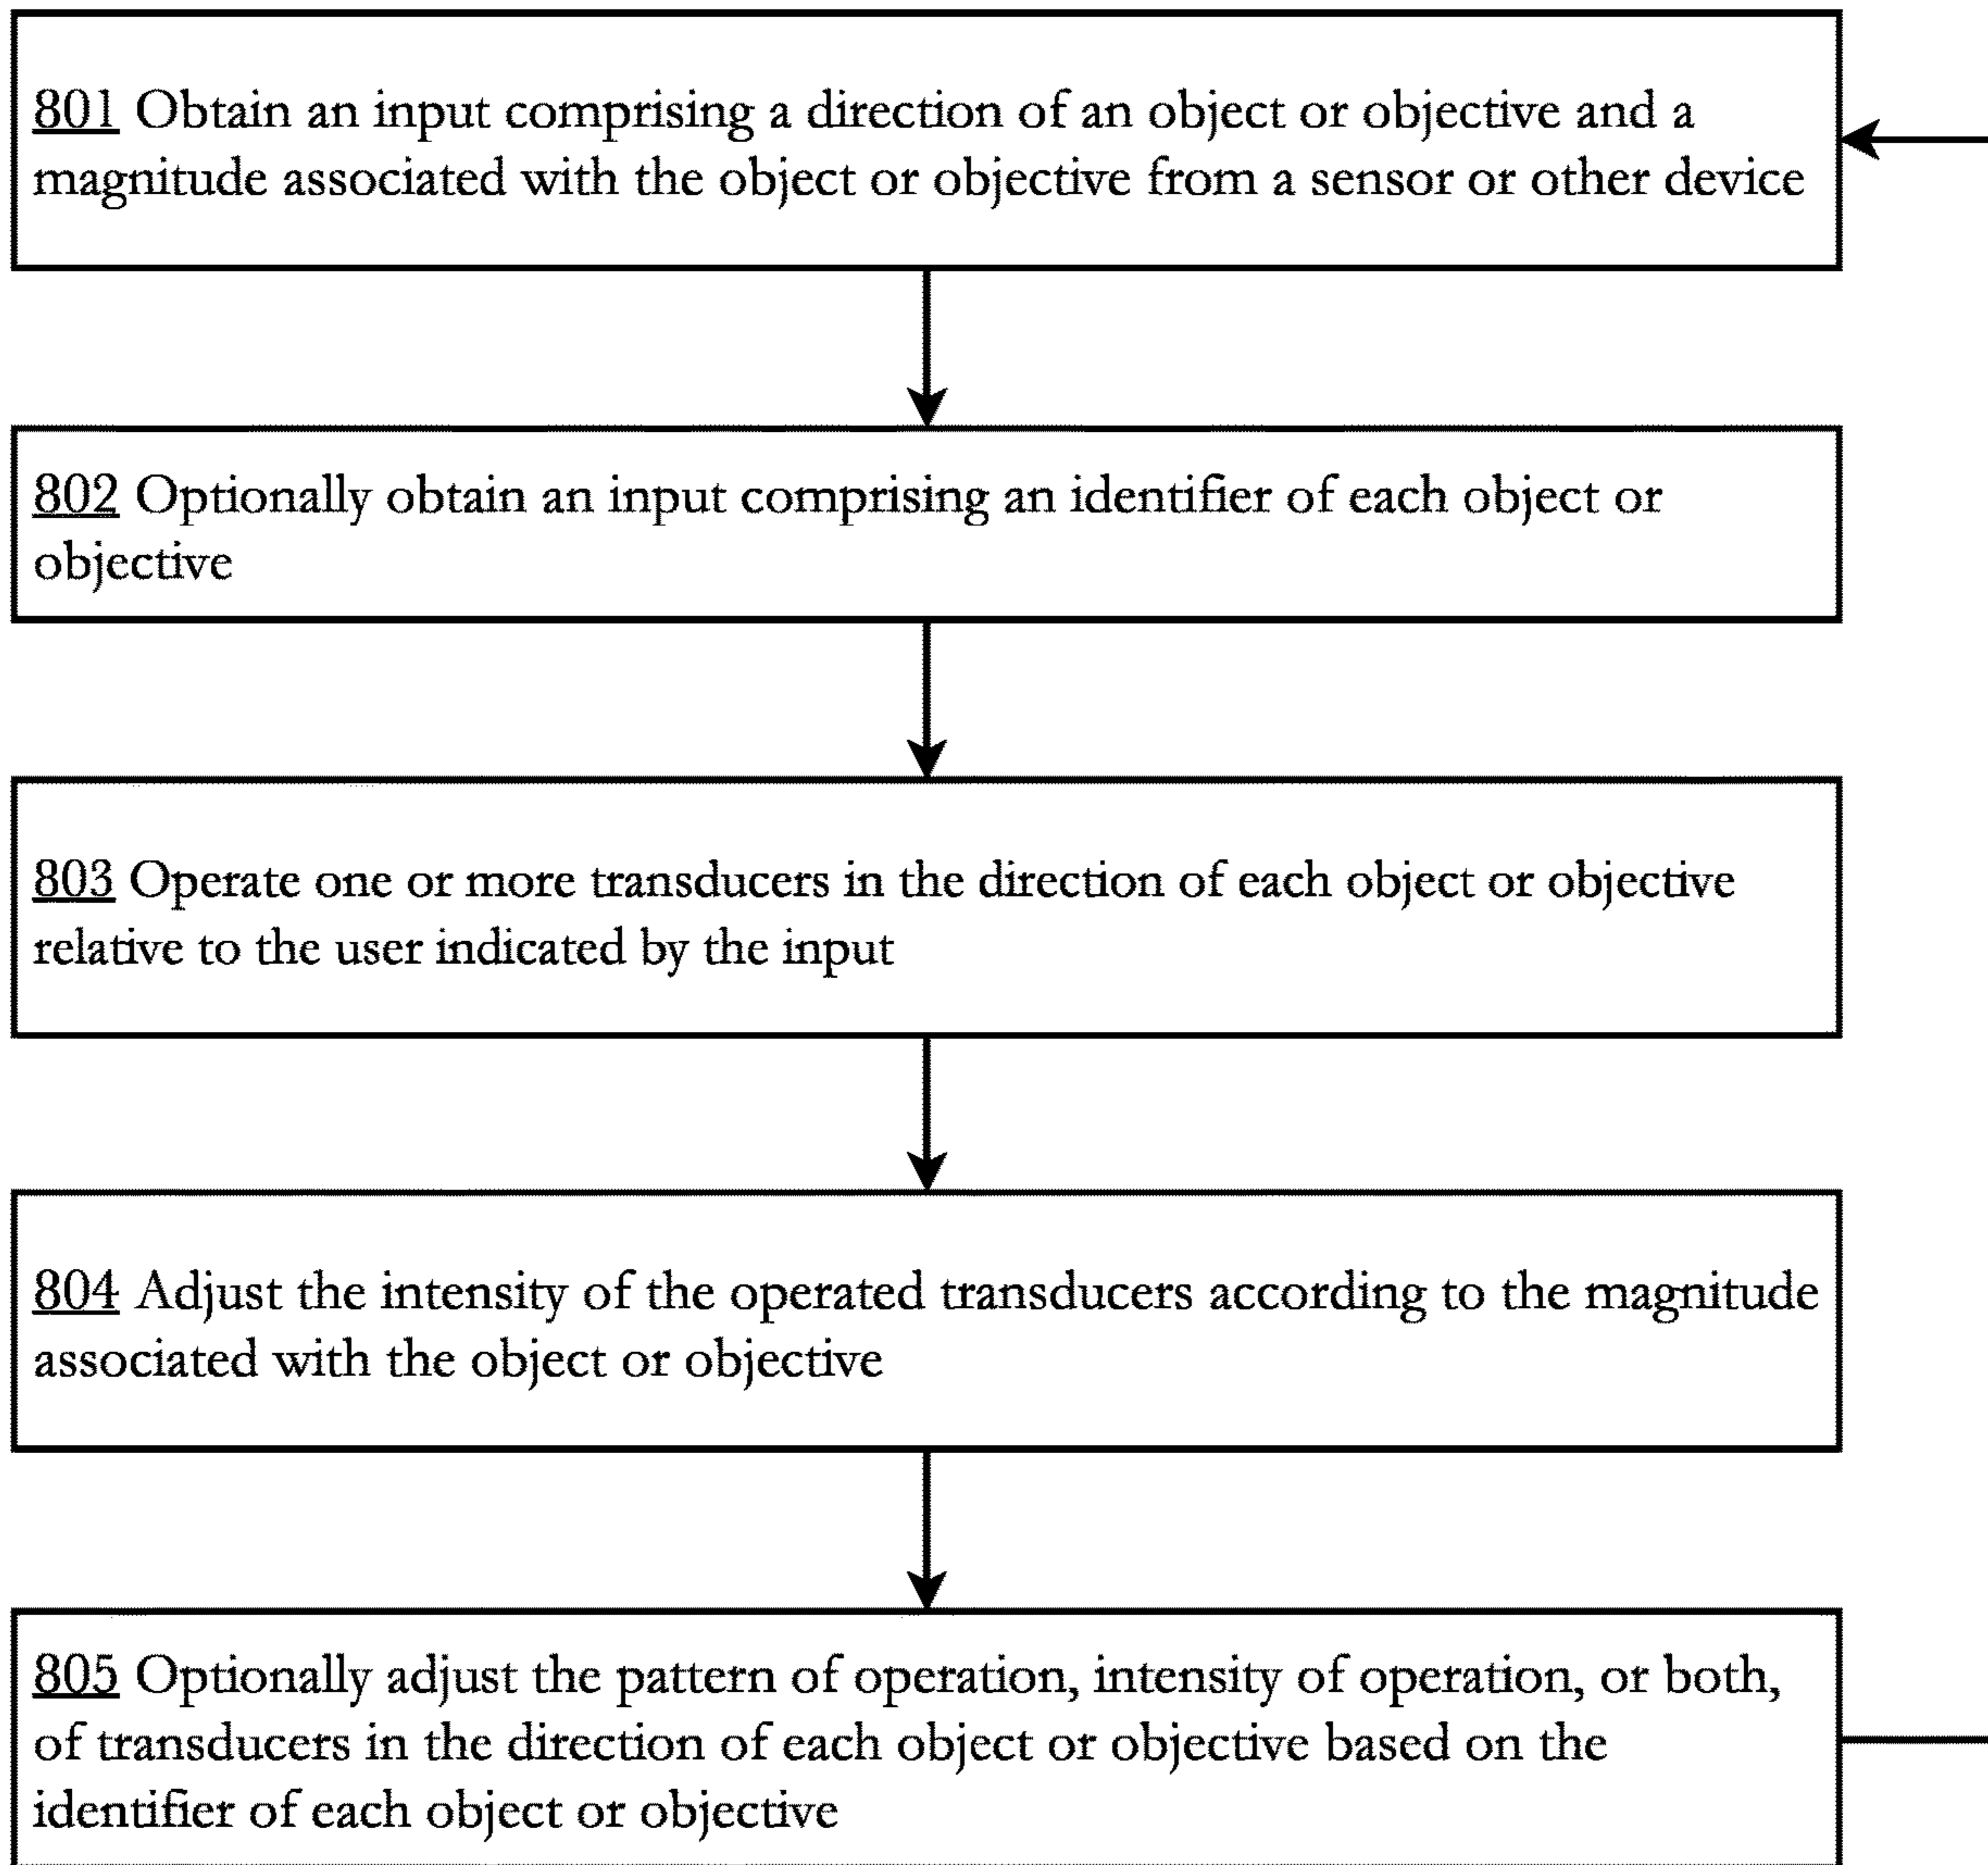 801 Obtain an input comprising a direction of an object or objective and a
magnitude associated with the object or objective from a sensor or other device
802 Optionally obtain an input comprising an identifier of each object or
objective
803 Operate one or more transducers in the direction of each object or objective
relative to the user indicated by the input
804 Adjust the intensity of the operated transducers according to the magnitude
associated with the object or objective
805 Optionally adjust the pattern of operation, intensity of operation, or both,
of transducers in the direction of each object or objective based on the
identifier of each object or objective